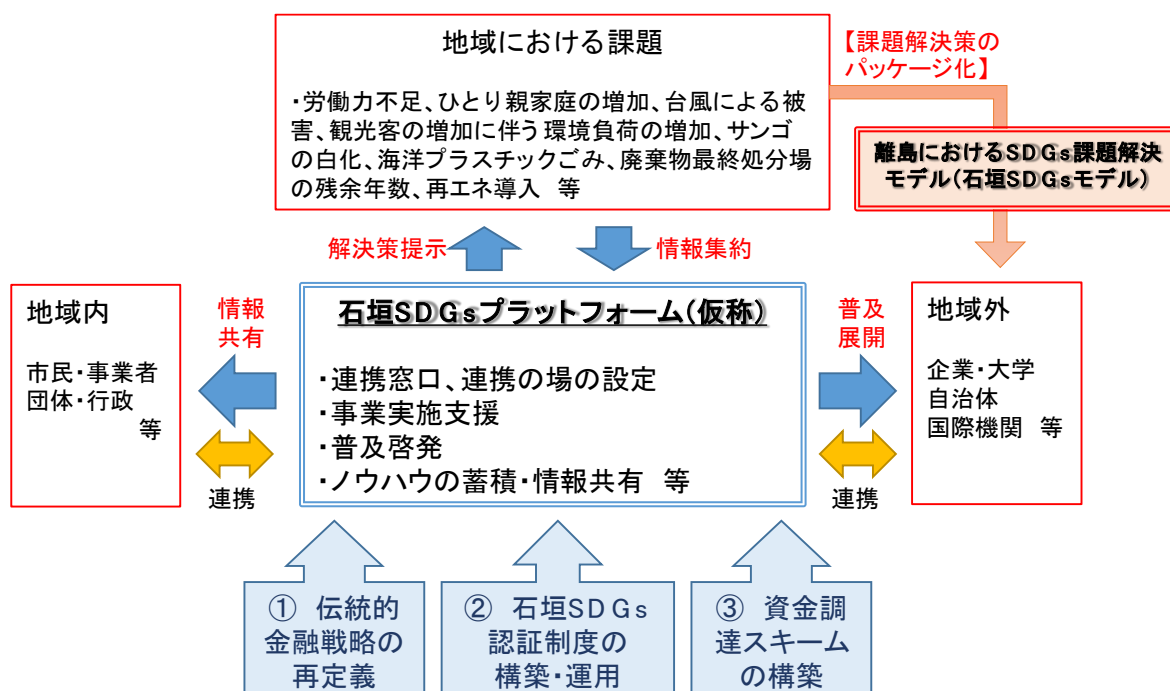 地域における課題
・労働力不足、ひとり親家庭の増加、台風による被
害、観光客の増加に伴う環境負荷の増加、サンゴ
の白化、海洋プラスチックごみ、廃棄物最終処分場
の残余年数、再エネ導入　等
【課題解決策の
パッケージ化】
離島におけるSDGs課題解決
モデル(石垣SDGsモデル)
解決策提示
情報集約
地域内
市民・事業者
団体・行政
等
情報
共有
連携
石垣SDGsプラットフォーム(仮称)
・連携窓口、連携の場の設定
・事業実施支援
・普及啓発
・ノウハウの蓄積・情報共有　等
普及
展開
連携
地域外
企業・大学
自治体
国際機関　等
①　伝統的
金融戦略の
再定義
②　石垣SDGs
認証制度の
構築・運用
③　資金調
達スキーム
の構築